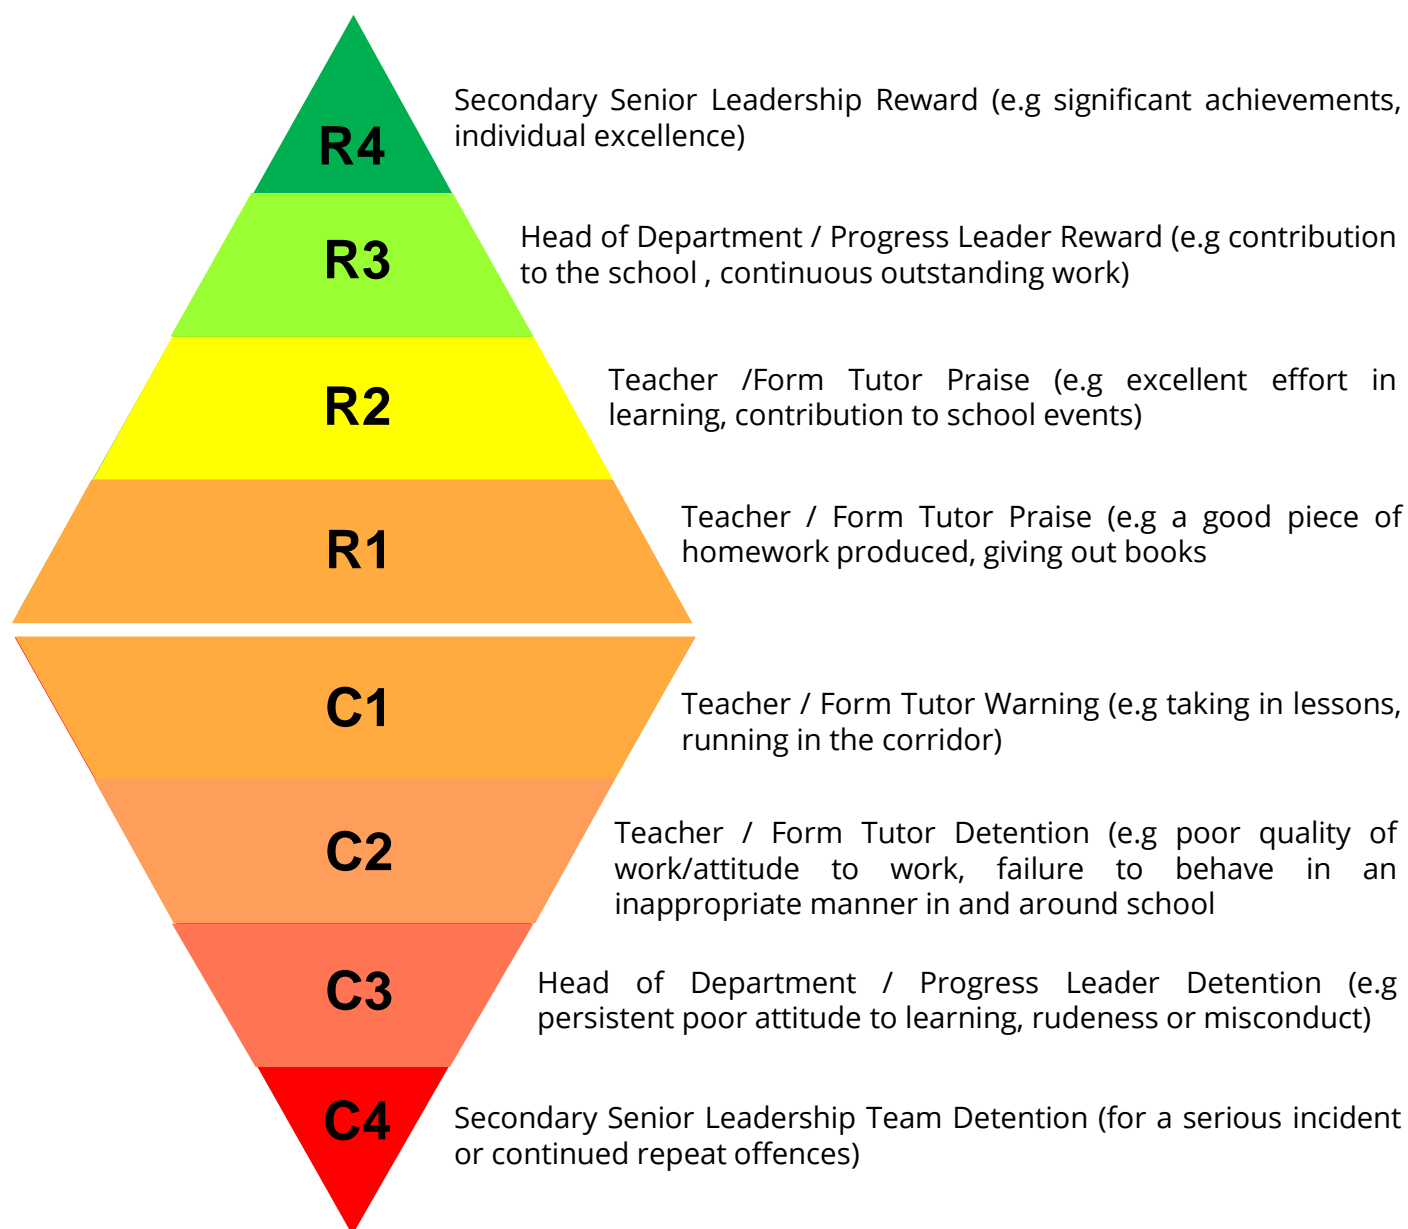 R4
Secondary Senior Leadership Reward (e.g significant achievements,
individual excellence)
R3
Head of Department / Progress Leader Reward (e.g contribution
to the school , continuous outstanding work)
R2
Teacher /Form Tutor Praise (e.g excellent effort in
learning, contribution to school events)
R1
Teacher / Form Tutor Praise (e.g a good piece of
homework produced, giving out books
C1
Teacher / Form Tutor Warning (e.g taking in lessons,
running in the corridor)
C2
Teacher / Form Tutor Detention (e.g poor quality of
work/attitude to work, failure to behave in an
inappropriate manner in and around school
C3
Head of Department / Progress Leader Detention (e.g
persistent poor attitude to learning, rudeness or misconduct)
C4
Secondary Senior Leadership Team Detention (for a serious incident
or continued repeat offences)